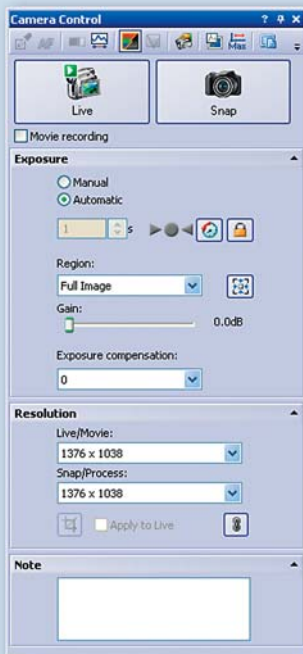 Camera Control
Mas
Live Snap
Movie recording
Exposure
Manual
Automatic
1 s
Region:
Full Image
Gain:
0.0dB
Exposure compensation:
0
Resolution
Live/Movie:
1376 x 1038
Snap/Process:
1376 x 1038
Apply to Live
Note